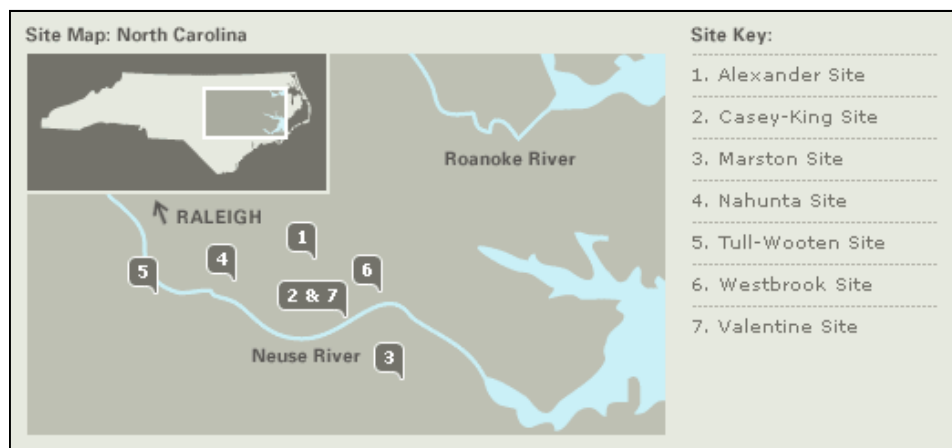 Site Map: North Carolina
Roanoke River
RALEIGH
1
4
5
6
2 & 7
Neuse River
3
Site Key:
1. Alexander Site
2. Casey-King Site
3. Marston Site
4. Nahunta Site
5. Tull-Wooten Site
6. Westbrook Site
7. Valentine Site